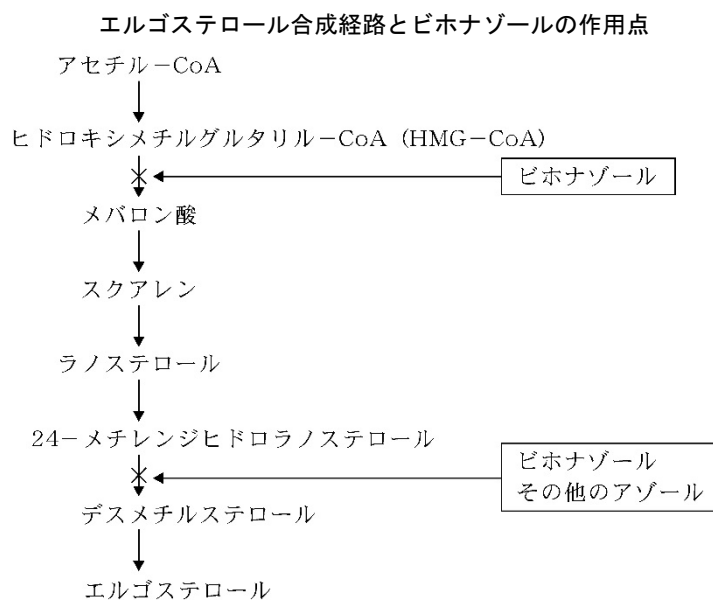 エルゴステロール合成経路とビホナゾールの作用点
アセチル－CoA
ヒドロキシメチルグルタリル－CoA（HMG－CoA）
ビホナゾール
メバロン酸
スクアレン
ラノステロール
24－メチレンジヒドロラノステロール
ビホナゾール
その他のアゾール
デスメチルステロール
エルゴステロール